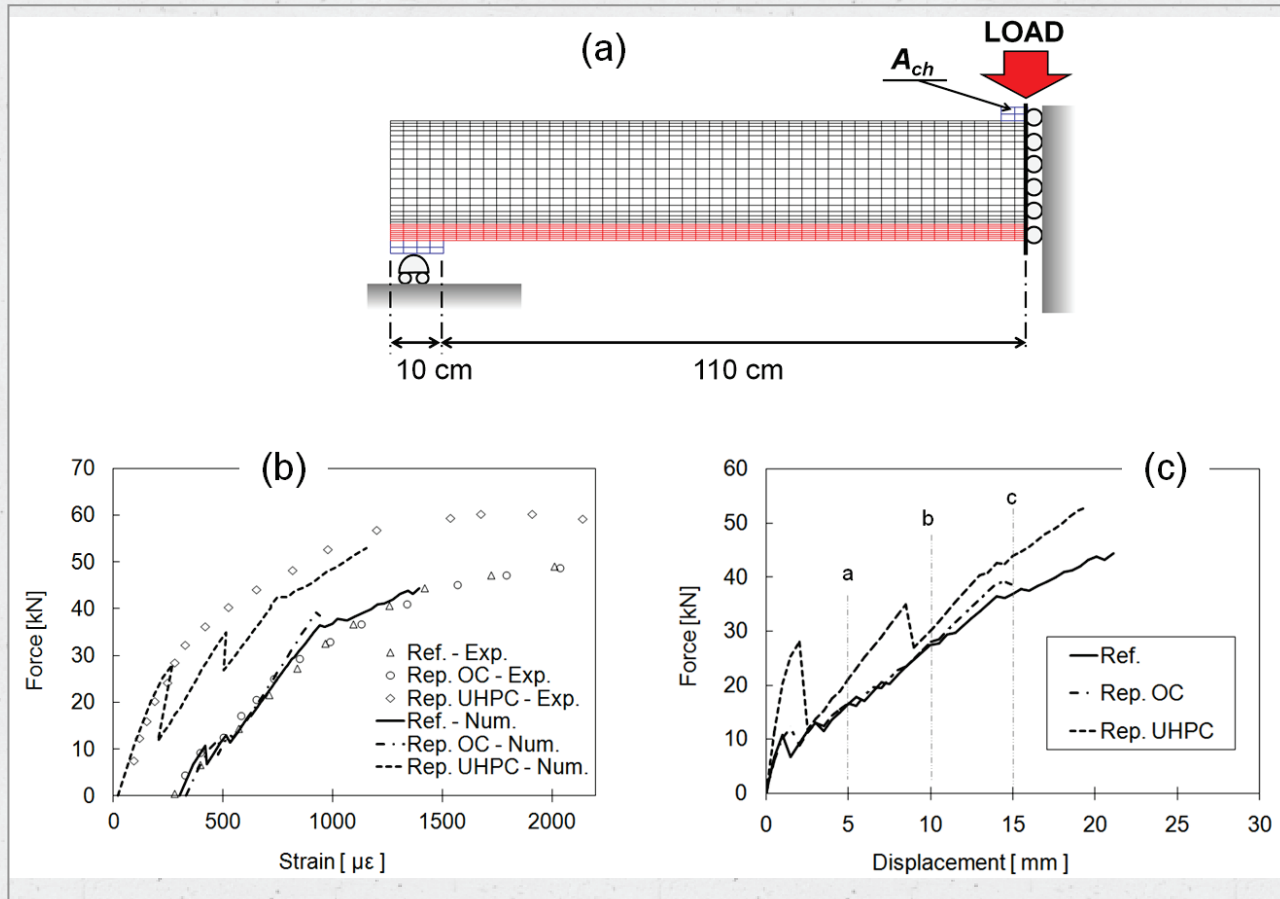 (a)
LOAD
A_ch
10 cm
110 cm
(b)
70
60
50
40
30
20
10
0
Force [kN]
0 500 1000 1500 2000
Strain [ µε ]
Ref. - Exp.
Rep. OC - Exp.
Rep. UHPC - Exp.
Ref. - Num.
Rep. OC - Num.
Rep. UHPC - Num.
(c)
60
50
40
30
20
10
0
Force [kN]
a
b
c
0 5 10 15 20 25 30
Displacement [ mm ]
Ref.
Rep. OC
Rep. UHPC